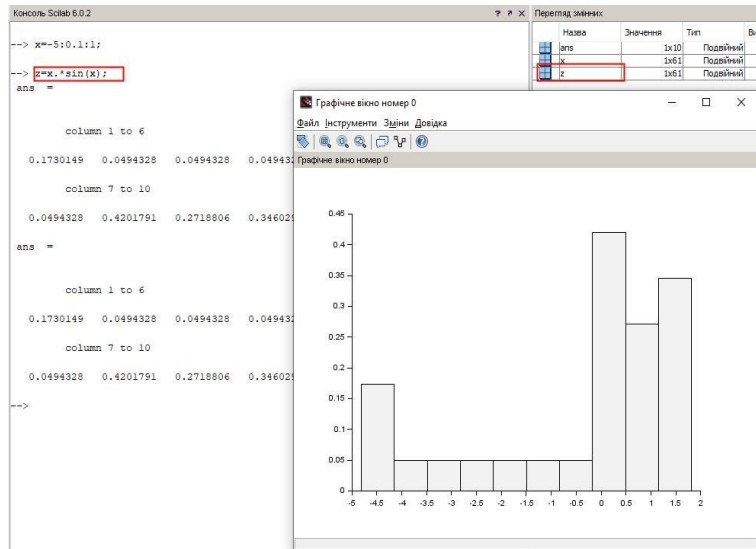 Консоль Scilab 6.0.2
--> x=-5:0.1:1;
--> z=x.*sin(x);
ans =
column 1 to 6
0.1730149 0.0494328 0.0494328
column 7 to 10
0.0494328 0.4201791 0.2718806
ans =
column 1 to 6
0.1730149 0.0494328 0.0494328
column 7 to 10
0.0494328 0.4201791 0.2718806
-->
Перегляд змінних
Назва Значення Тип
ans 1x10 Подвійний
x 1x61 Подвійний
z 1x61 Подвійний
Графічне вікно номер 0
Файл Інструменти Зміни Довідка
Графічне вікно номер 0
0.45
0.4
0.35
0.3
0.25
0.2
0.15
0.1
0.05
0
-5 -4.5 -4 -3.5 -3 -2.5 -2 -1.5 -1 -0.5 0 0.5 1 1.5 2